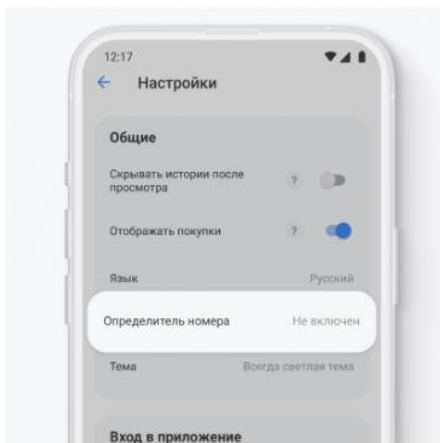 12:17
Настройки
Общие
Скрывать истории после
просмотра
?
Отображать покупки
?
Язык Русский
Определитель номера Не включен
Тема Всегда светлая тема
Вход в приложение